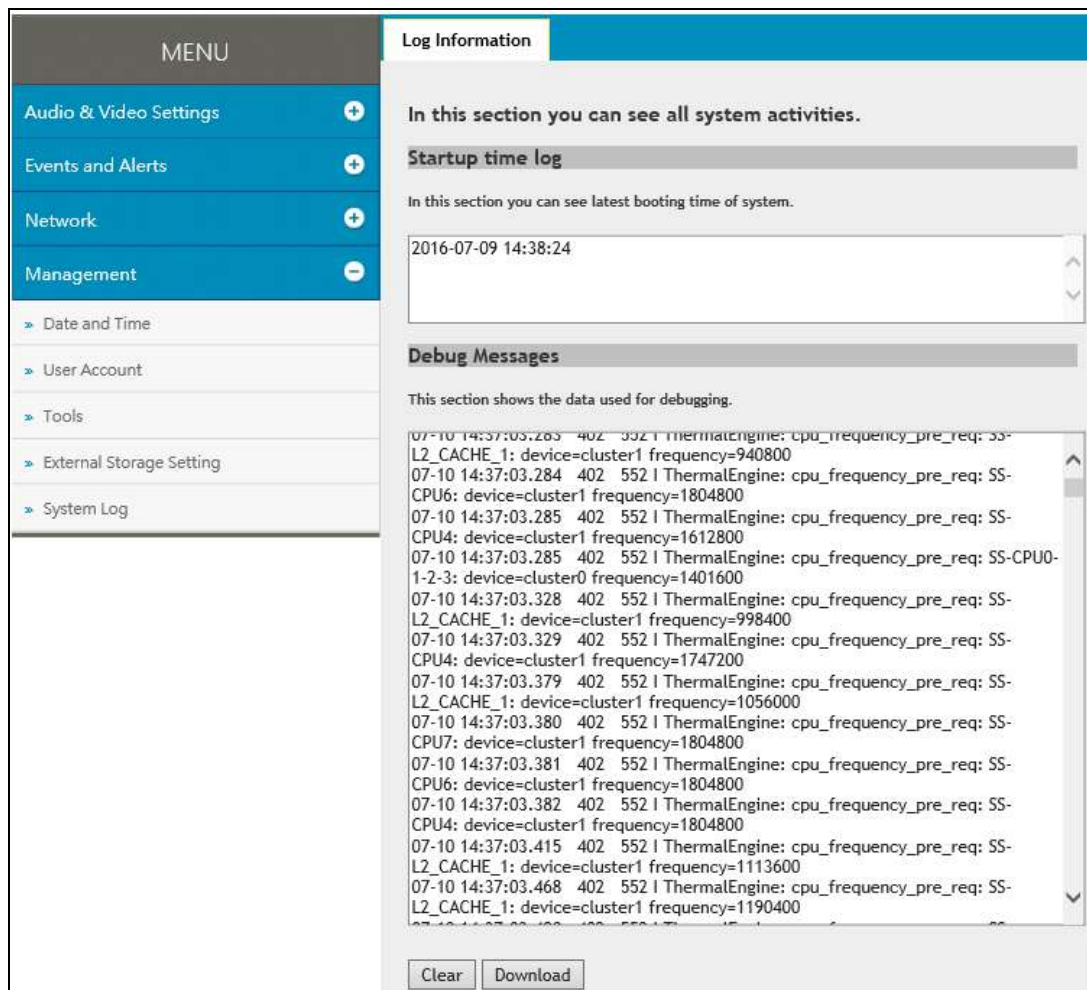 MENU
Audio & Video Settings
Events and Alerts
Network
Management
» Date and Time
» User Account
» Tools
» External Storage Setting
» System Log
Log Information
In this section you can see all system activities.
Startup time log
In this section you can see latest booting time of system.
2016-07-09 14:38:24
Debug Messages
This section shows the data used for debugging.
07-10 14:37:03.283 402 552 I ThermalEngine: cpu_frequency_pre_req: SS-
L2_CACHE_1: device=cluster1 frequency=940800
07-10 14:37:03.284 402 552 I ThermalEngine: cpu_frequency_pre_req: SS-
CPU6: device=cluster1 frequency=1804800
07-10 14:37:03.285 402 552 I ThermalEngine: cpu_frequency_pre_req: SS-
CPU4: device=cluster1 frequency=1612800
07-10 14:37:03.285 402 552 I ThermalEngine: cpu_frequency_pre_req: SS-CPU0-
1-2-3: device=cluster0 frequency=1401600
07-10 14:37:03.328 402 552 I ThermalEngine: cpu_frequency_pre_req: SS-
L2_CACHE_1: device=cluster1 frequency=998400
07-10 14:37:03.329 402 552 I ThermalEngine: cpu_frequency_pre_req: SS-
CPU4: device=cluster1 frequency=1747200
07-10 14:37:03.379 402 552 I ThermalEngine: cpu_frequency_pre_req: SS-
L2_CACHE_1: device=cluster1 frequency=1056000
07-10 14:37:03.380 402 552 I ThermalEngine: cpu_frequency_pre_req: SS-
CPU7: device=cluster1 frequency=1804800
07-10 14:37:03.381 402 552 I ThermalEngine: cpu_frequency_pre_req: SS-
CPU6: device=cluster1 frequency=1804800
07-10 14:37:03.382 402 552 I ThermalEngine: cpu_frequency_pre_req: SS-
CPU4: device=cluster1 frequency=1804800
07-10 14:37:03.415 402 552 I ThermalEngine: cpu_frequency_pre_req: SS-
L2_CACHE_1: device=cluster1 frequency=1113600
07-10 14:37:03.468 402 552 I ThermalEngine: cpu_frequency_pre_req: SS-
L2_CACHE_1: device=cluster1 frequency=1190400
Clear
Download